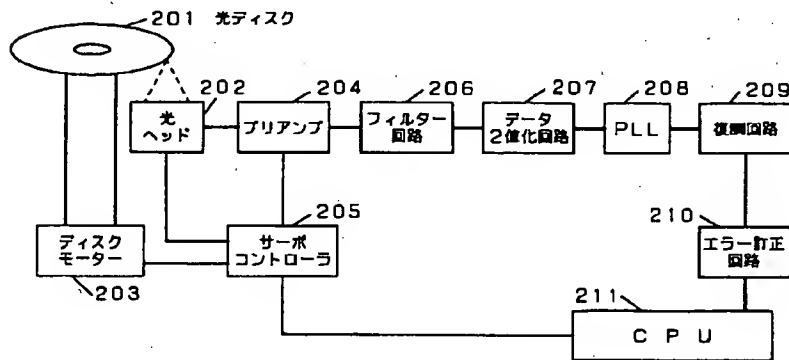 201 光ディスク
202
204
206
207
208
209
光
ヘッド
プリアンプ
フィルター
回路
データ
2値化回路
PLL
復調回路
205
210
ディスク
モーター
サーボ
コントローラ
エラー訂正
回路
203
211
CPU